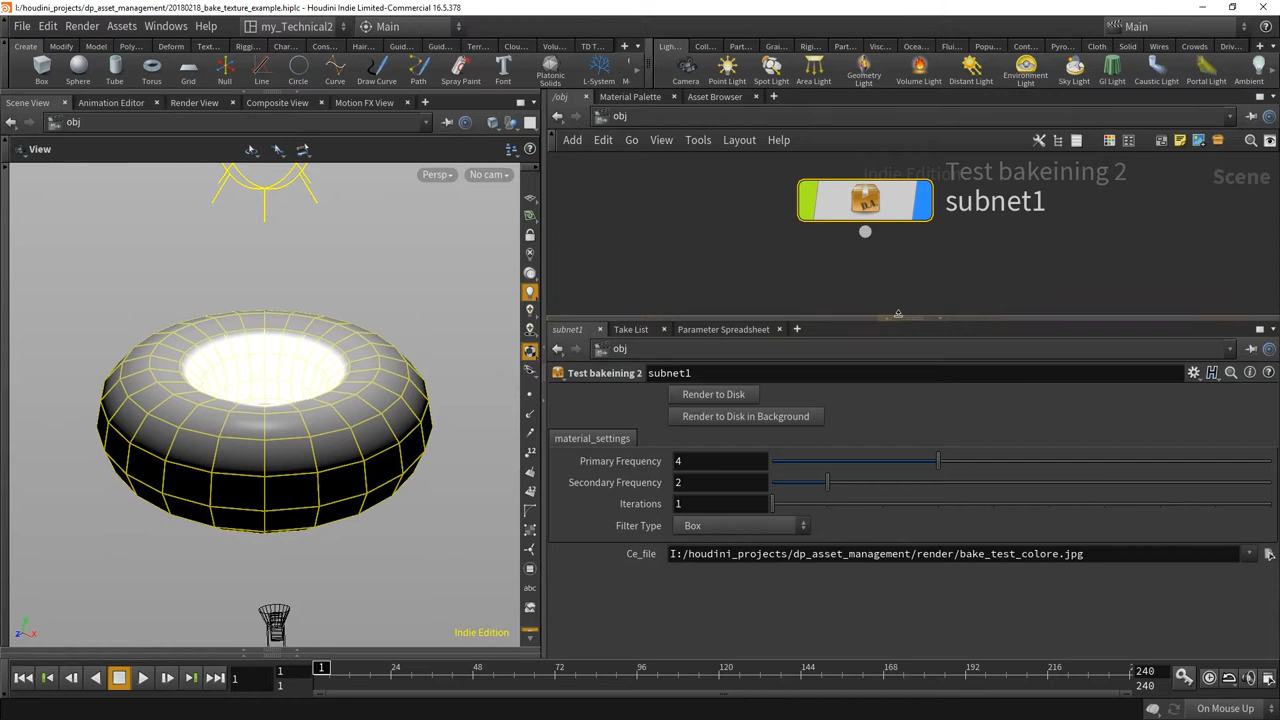 I:/houdini_projects/dp_asset_management/20180218_bake_texture_example.hiplc - Houdini Indie Limited-Commercial 16.5.378
File Edit Render Assets Windows Help my_Technical2 Main Main
Create Modify Model Poly... Deform Text... Riggi... Char... Cons... Hair... Guid... Guid... Terr... Clou... Volu... TD T...
Ligh... Coll... Part... Grai... Rigi... Part... Visc... Ocea... Flui... Popu... Cont... Pyro... Cloth Solid Wires Crowds Driv...
Box Sphere Tube Torus Grid Null Line Circle Curve Draw Curve Path Spray Paint Font Platonic Solids L-System M...
Camera Point Light Spot Light Area Light Geometry Light Volume Light Distant Light Environment Light Sky Light GI Light Caustic Light Portal Light Ambient
Scene View Animation Editor Render View Composite View Motion FX View
/obj Material Palette Asset Browser
obj
obj
View
Add Edit Go View Tools Layout Help
Persp No cam
Indie Edition
Test bakeining 2
subnet1
Scene
D.A.
subnet1 Take List Parameter Spreadsheet
obj
Test bakeining 2 subnet1
Render to Disk
Render to Disk in Background
material_settings
Primary Frequency 4
Secondary Frequency 2
Iterations 1
Filter Type Box
Ce_file I:/houdini_projects/dp_asset_management/render/bake_test_colore.jpg
.12
abc
z x
Indie Edition
1 1 1 1 24 48 72 96 120 144 168 192 216 2 240 240
On Mouse Up